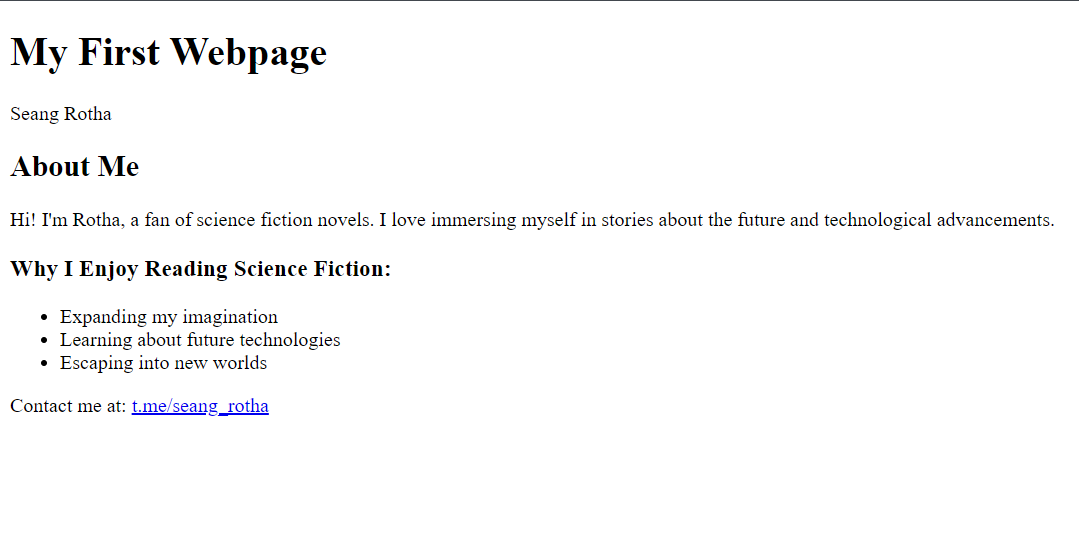 My First Webpage
Seang Rotha
About Me
Hi! I'm Rotha, a fan of science fiction novels. I love immersing myself in stories about the future and technological advancements.
Why I Enjoy Reading Science Fiction:
• Expanding my imagination
• Learning about future technologies
• Escaping into new worlds
Contact me at: t.me/seang_rotha